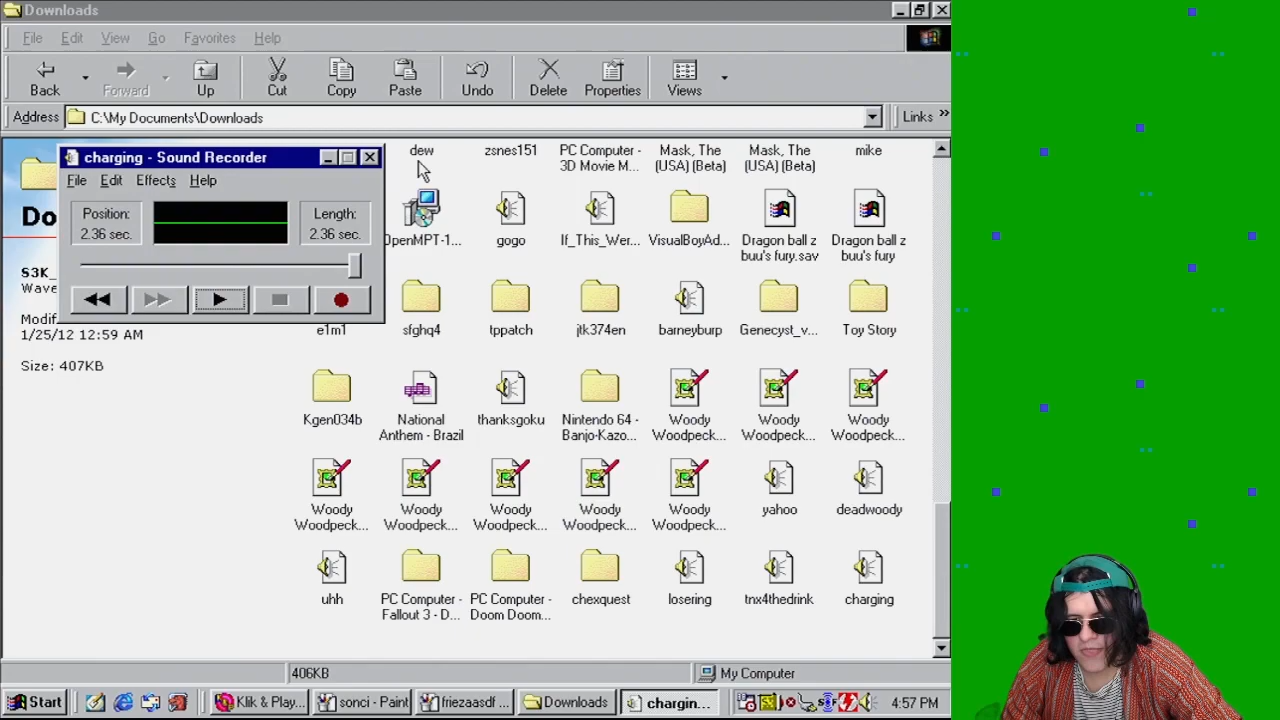 Downloads
File Edit View Go Favorites Help
Back Forward Up Cut Copy Paste Undo Delete Properties Views
Address C:\My Documents\Downloads Links »
charging - Sound Recorder
File Edit Effects Help
Position: Length:
2.36 sec. 2.36 sec.
Do
S3K_
Wave
Modif
1/25/12 12:59 AM
Size: 407KB
dew zsnes151 PC Computer - Mask, The Mask, The mike
3D Movie M... (USA) (Beta) (USA) (Beta)
OpenMPT-1... gogo If_This_Wer... VisualBoyAd... Dragon ball z Dragon ball z
buu's fury.sav buu's fury
e1m1 sfghq4 tppatch jtk374en barneyburp Genecyst_v... Toy Story
Kgen034b National thanksgoku Nintendo 64 - Woody Woody Woody
Anthem - Brazil Banjo-Kazo... Woodpeck... Woodpeck... Woodpeck...
Woody Woody Woody Woody Woody yahoo deadwoody
Woodpeck... Woodpeck... Woodpeck... Woodpeck... Woodpeck...
uhh PC Computer - PC Computer - chexquest losering tnx4thedrink charging
Fallout 3 - D... Doom Doom...
406KB My Computer
Start Klik & Play... sonci - Paint friezaasdf ... Downloads chargin... 4:57 PM